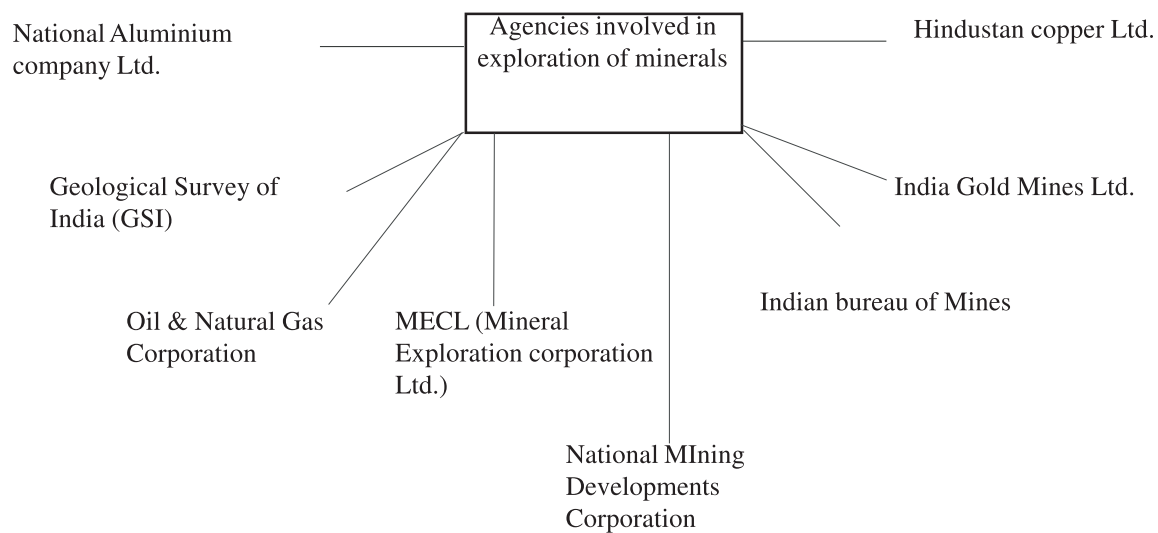 Agencies involved in
exploration of minerals
National Aluminium
company Ltd.
Hindustan copper Ltd.
Geological Survey of
India (GSI)
India Gold Mines Ltd.
Oil & Natural Gas
Corporation
MECL (Mineral
Exploration corporation
Ltd.)
Indian bureau of Mines
National MIning
Developments
Corporation